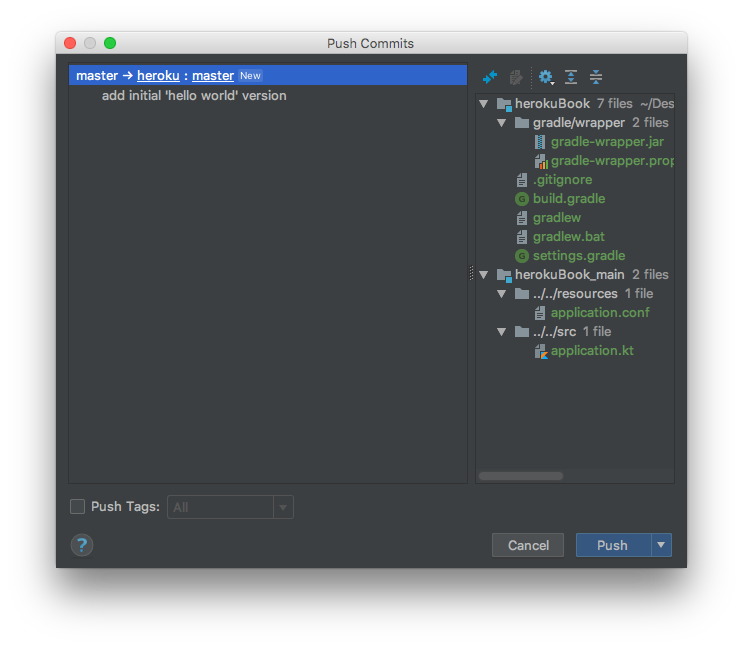 Push Commits
master → heroku : master New
add initial 'hello world' version
herokuBook 7 files ~/Des
gradle/wrapper 2 files
gradle-wrapper.jar
gradle-wrapper.prop
.gitignore
build.gradle
gradlew
gradlew.bat
settings.gradle
herokuBook_main 2 files
../../resources 1 file
application.conf
../../src 1 file
application.kt
Push Tags: All
? Cancel Push